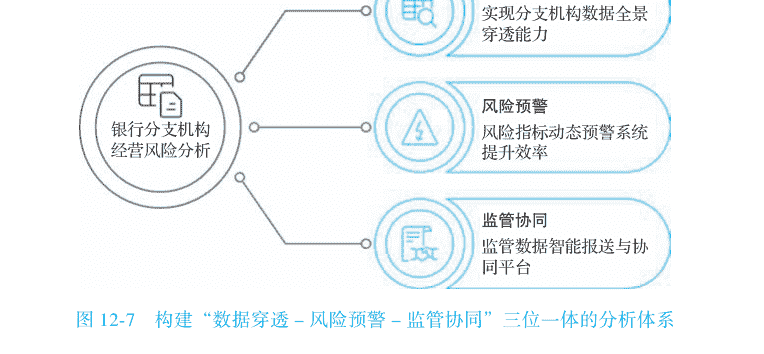 实现分支机构数据全景
穿透能力
银行分支机构
经营风险分析
风险预警
风险指标动态预警系统
提升效率
监管协同
监管数据智能报送与协
同平台
图 12-7 构建“数据穿透 – 风险预警 – 监管协同”三位一体的分析体系